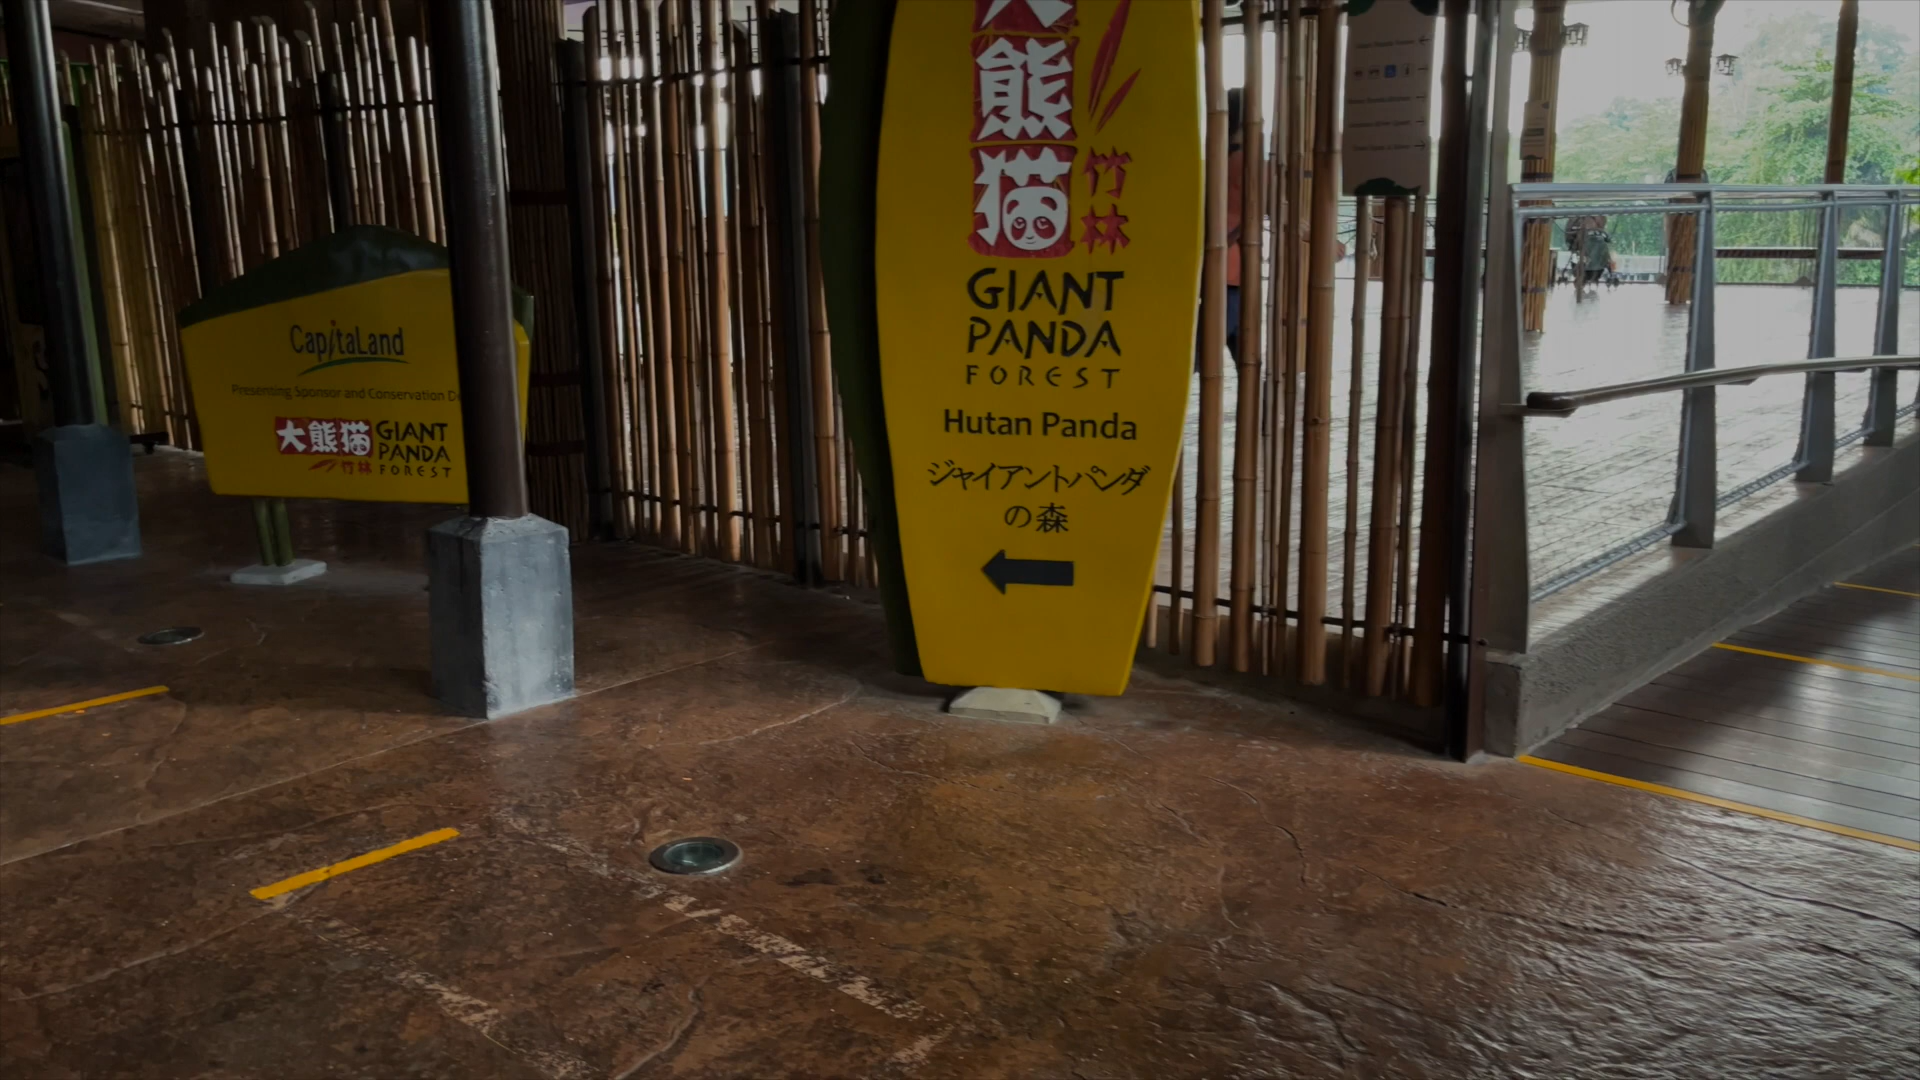 CapitaLand
Presenting Sponsor and Conservation
大熊猫
竹林
GIANT
PANDA
FOREST
大
熊
猫
竹林
GIANT
PANDA
FOREST
Hutan Panda
ジャイアントパンダ
の森